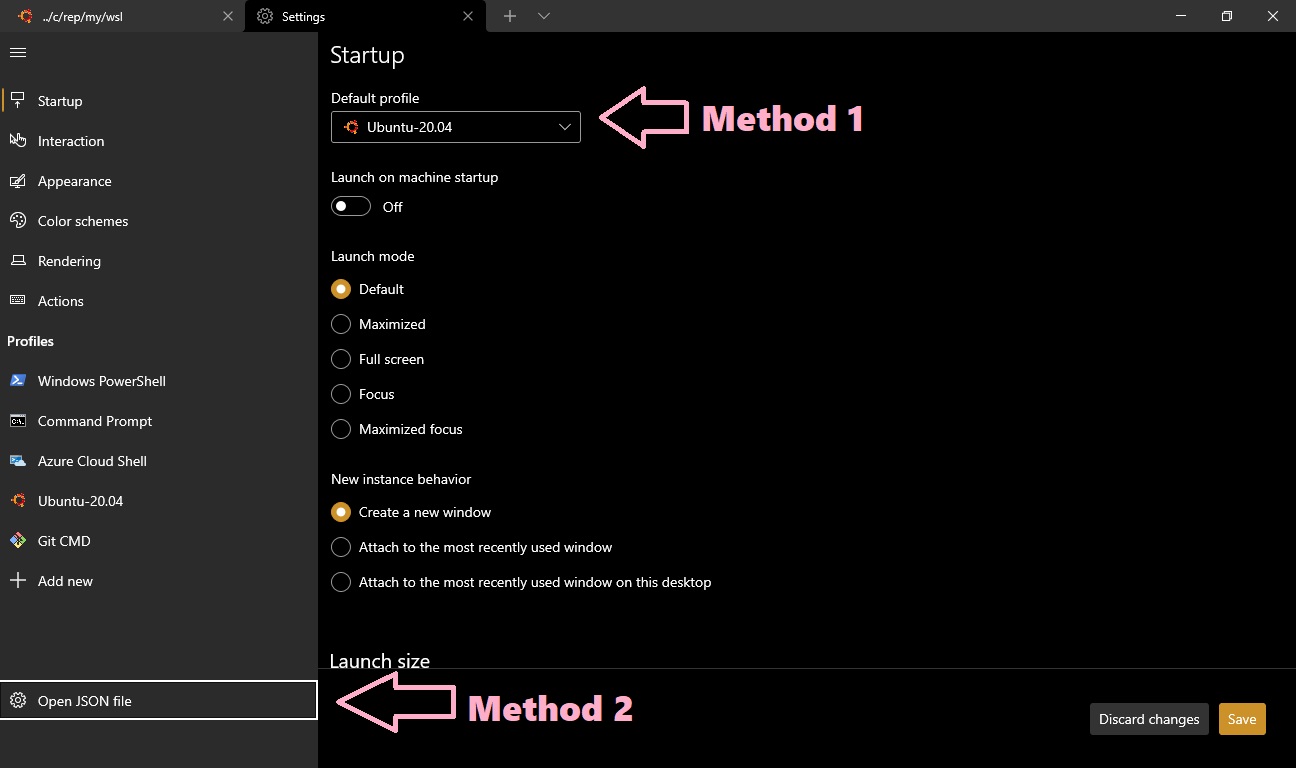 ../c/rep/my/wsl
Settings
Startup
Interaction
Appearance
Color schemes
Rendering
Actions
Profiles
Windows PowerShell
Command Prompt
Azure Cloud Shell
Ubuntu-20.04
Git CMD
Add new
Open JSON file
Startup
Default profile
Ubuntu-20.04
Method 1
Launch on machine startup
Off
Launch mode
Default
Maximized
Full screen
Focus
Maximized focus
New instance behavior
Create a new window
Attach to the most recently used window
Attach to the most recently used window on this desktop
Launch size
Method 2
Discard changes
Save